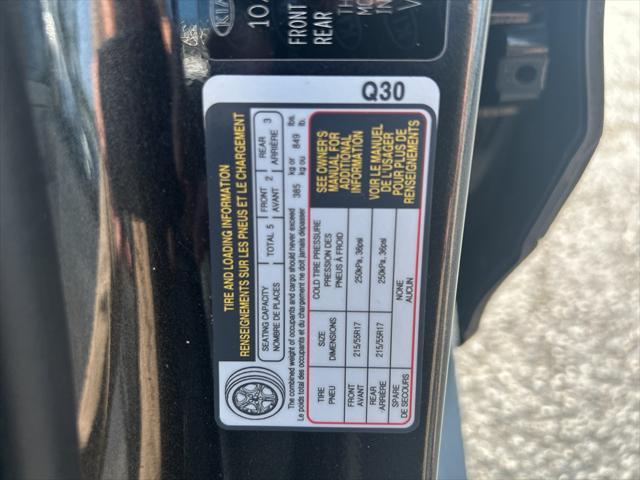 KIA
10.
FRONT
REAR
TH
MO
IN
V
Q30
TIRE AND LOADING INFORMATION
RENSEIGNEMENTS SUR LES PNEUS ET LE CHARGEMENT
SEATING CAPACITY
NOMBRE DE PLACES
TOTAL 5
FRONT 2
AVANT
REAR 3
ARRIÈRE
The combined weight of occupants and cargo should never exceed 385 kg or 849 lbs.
Le poids total des occupants et du chargement ne doit jamais dépasser kg ou lb.
TIRE SIZE COLD TIRE PRESSURE
PNEU DIMENSIONS PRESSION DES PNEUS À FROID
FRONT
AVANT
215/55R17 250kPa, 36psi
REAR
ARRIÈRE
215/55R17 250kPa, 36psi
SPARE
DE SECOURS
NONE
AUCUN
SEE OWNER'S
MANUAL FOR
ADDITIONAL
INFORMATION
VOIR LE MANUEL
DE L'USAGER
POUR PLUS DE
RENSEIGNEMENTS